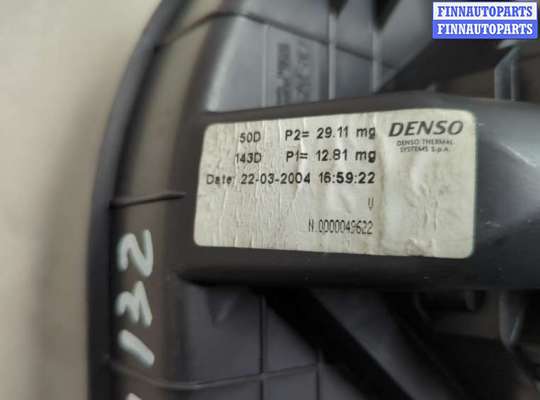 FINNAUTOPARTS
FINNAUTOPARTS
50D P2= 29.11 mg
143D P1= 12.81 mg
Date: 22-03-2004 16:59:22
DENSO
DENSO THERMAL
SYSTEMS S.p.A.
V
N 0000049622
132